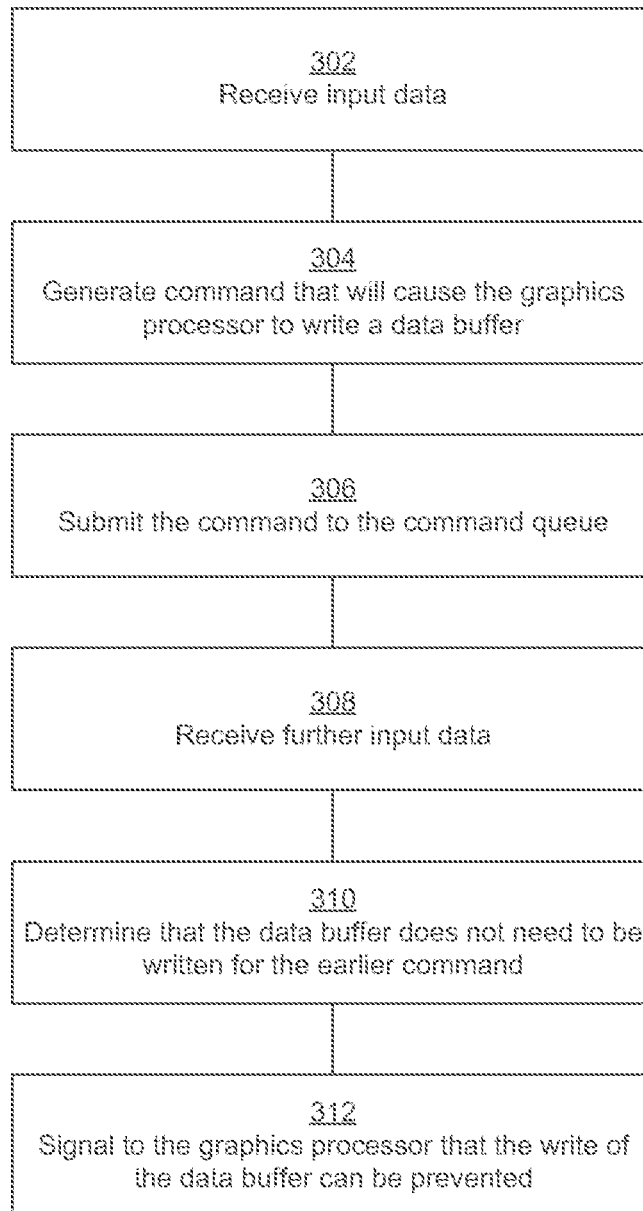 302
Receive input data
304
Generate command that will cause the graphics
processor to write a data buffer
306
Submit the command to the command queue
308
Receive further input data
310
Determine that the data buffer does not need to be
written for the earlier command
312
Signal to the graphics processor that the write of
the data buffer can be prevented